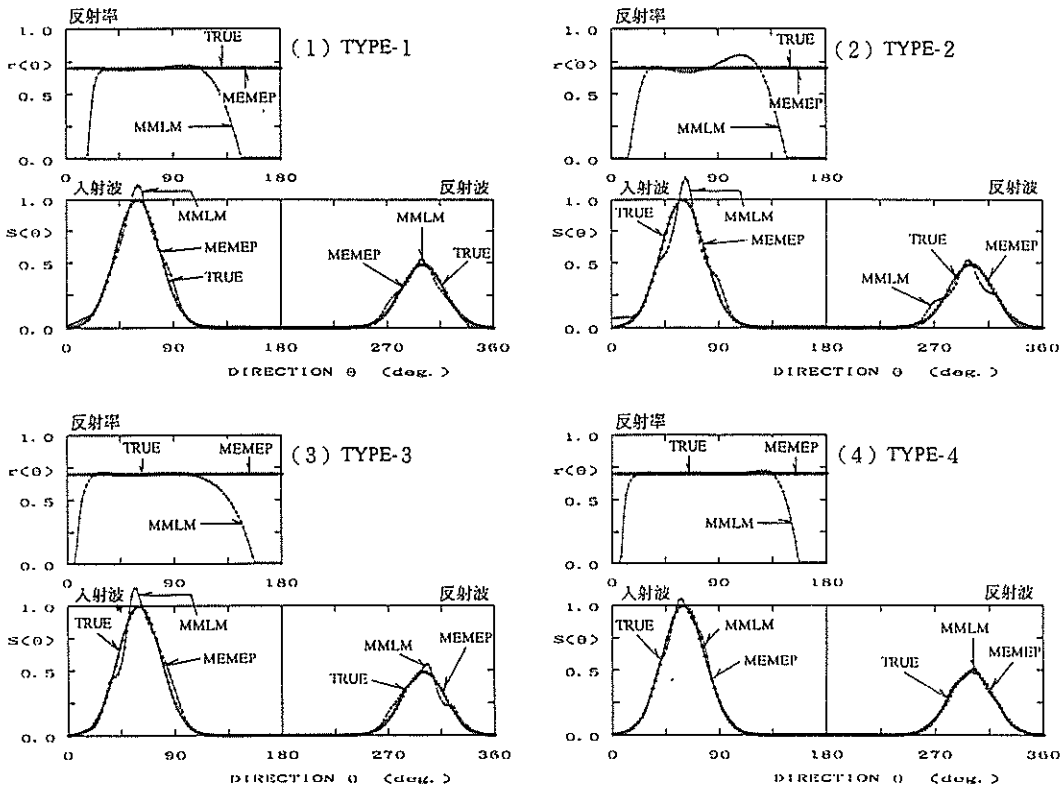 反射率
1.0
r(θ)
0.5
0.0
TRUE
MEMEP
MMLM
(1) TYPE-1
0
90
180
入射波
反射波
1.0
S(θ)
0.5
0.0
MMLM
MEMEP
TRUE
MMLM
MEMEP
TRUE
0
90
180
270
360
DIRECTION θ (deg.)
反射率
1.0
r(θ)
0.5
0.0
TRUE
MEMEP
MMLM
(2) TYPE-2
0
90
180
入射波
反射波
1.0
S(θ)
0.5
0.0
TRUE
MMLM
MEMEP
TRUE
MEMEP
MMLM
0
90
180
270
360
DIRECTION θ (deg.)
反射率
1.0
r(θ)
0.5
0.0
TRUE
MEMEP
MMLM
(3) TYPE-3
0
90
180
入射波
反射波
1.0
S(θ)
0.5
0.0
TRUE
MMLM
MEMEP
MMLM
MEMEP
TRUE
0
90
180
270
360
DIRECTION θ (deg.)
反射率
1.0
r(θ)
0.5
0.0
TRUE
MEMEP
MMLM
(4) TYPE-4
0
90
180
入射波
反射波
1.0
S(θ)
0.5
0.0
TRUE
MMLM
MEMEP
MMLM
MEMEP
TRUE
0
90
180
270
360
DIRECTION θ (deg.)